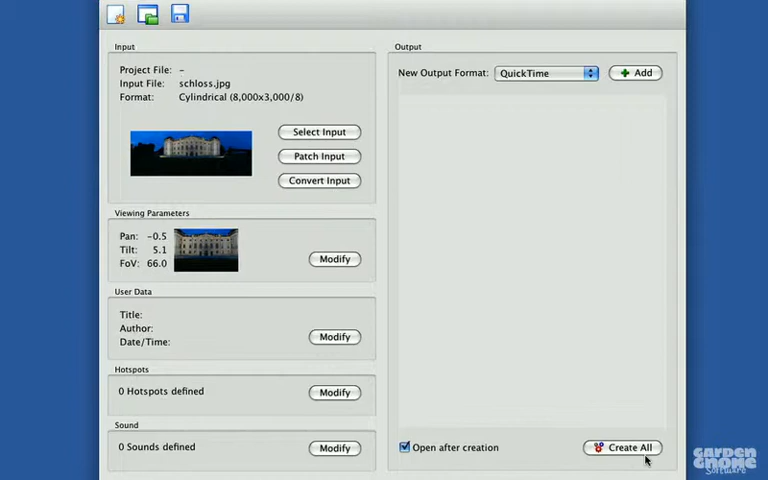 Input
Project File: -
Input File: schloss.jpg
Format: Cylindrical (8,000x3,000/8)
Select Input
Patch Input
Convert Input
Viewing Parameters
Pan: -0.5
Tilt: 5.1
FoV: 66.0
Modify
User Data
Title:
Author:
Date/Time:
Modify
Hotspots
0 Hotspots defined
Modify
Sound
0 Sounds defined
Modify
Output
New Output Format: QuickTime Add
Open after creation
Create All
GARDEN
GNOME
Software